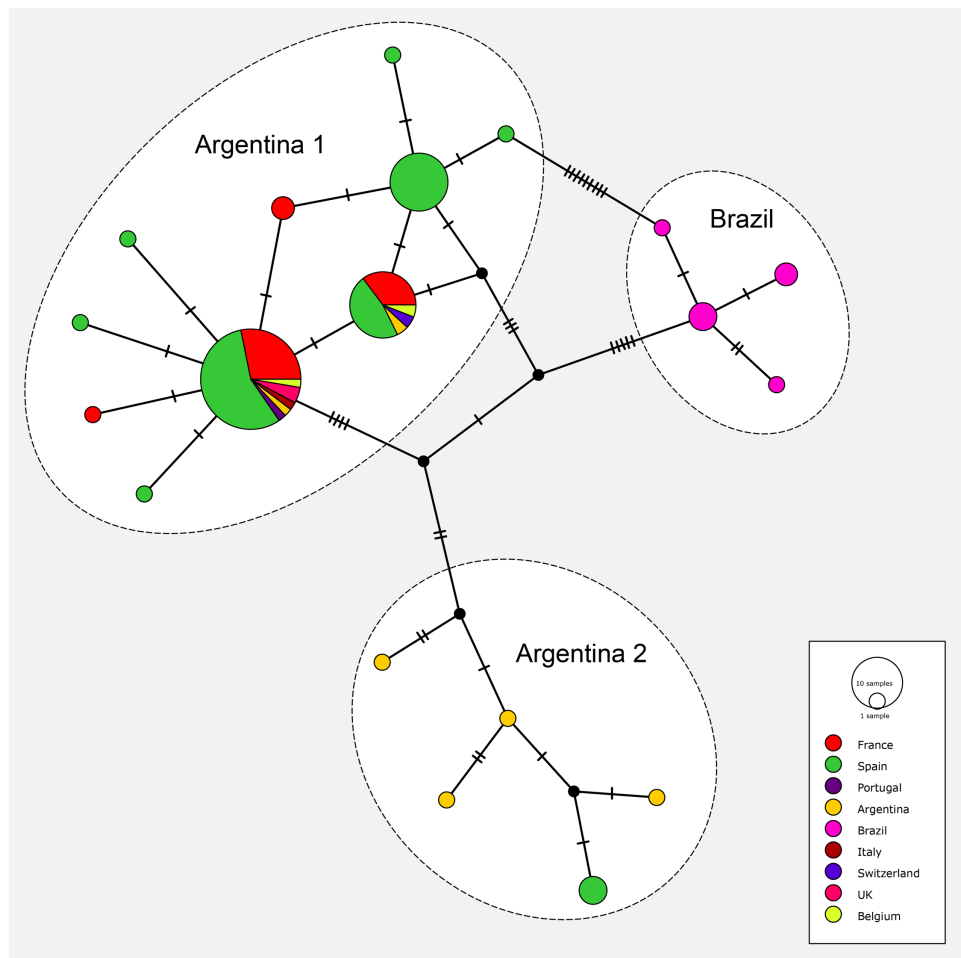 Argentina 1
Brazil
Argentina 2
10 samples
1 sample
France
Spain
Portugal
Argentina
Brazil
Italy
Switzerland
UK
Belgium